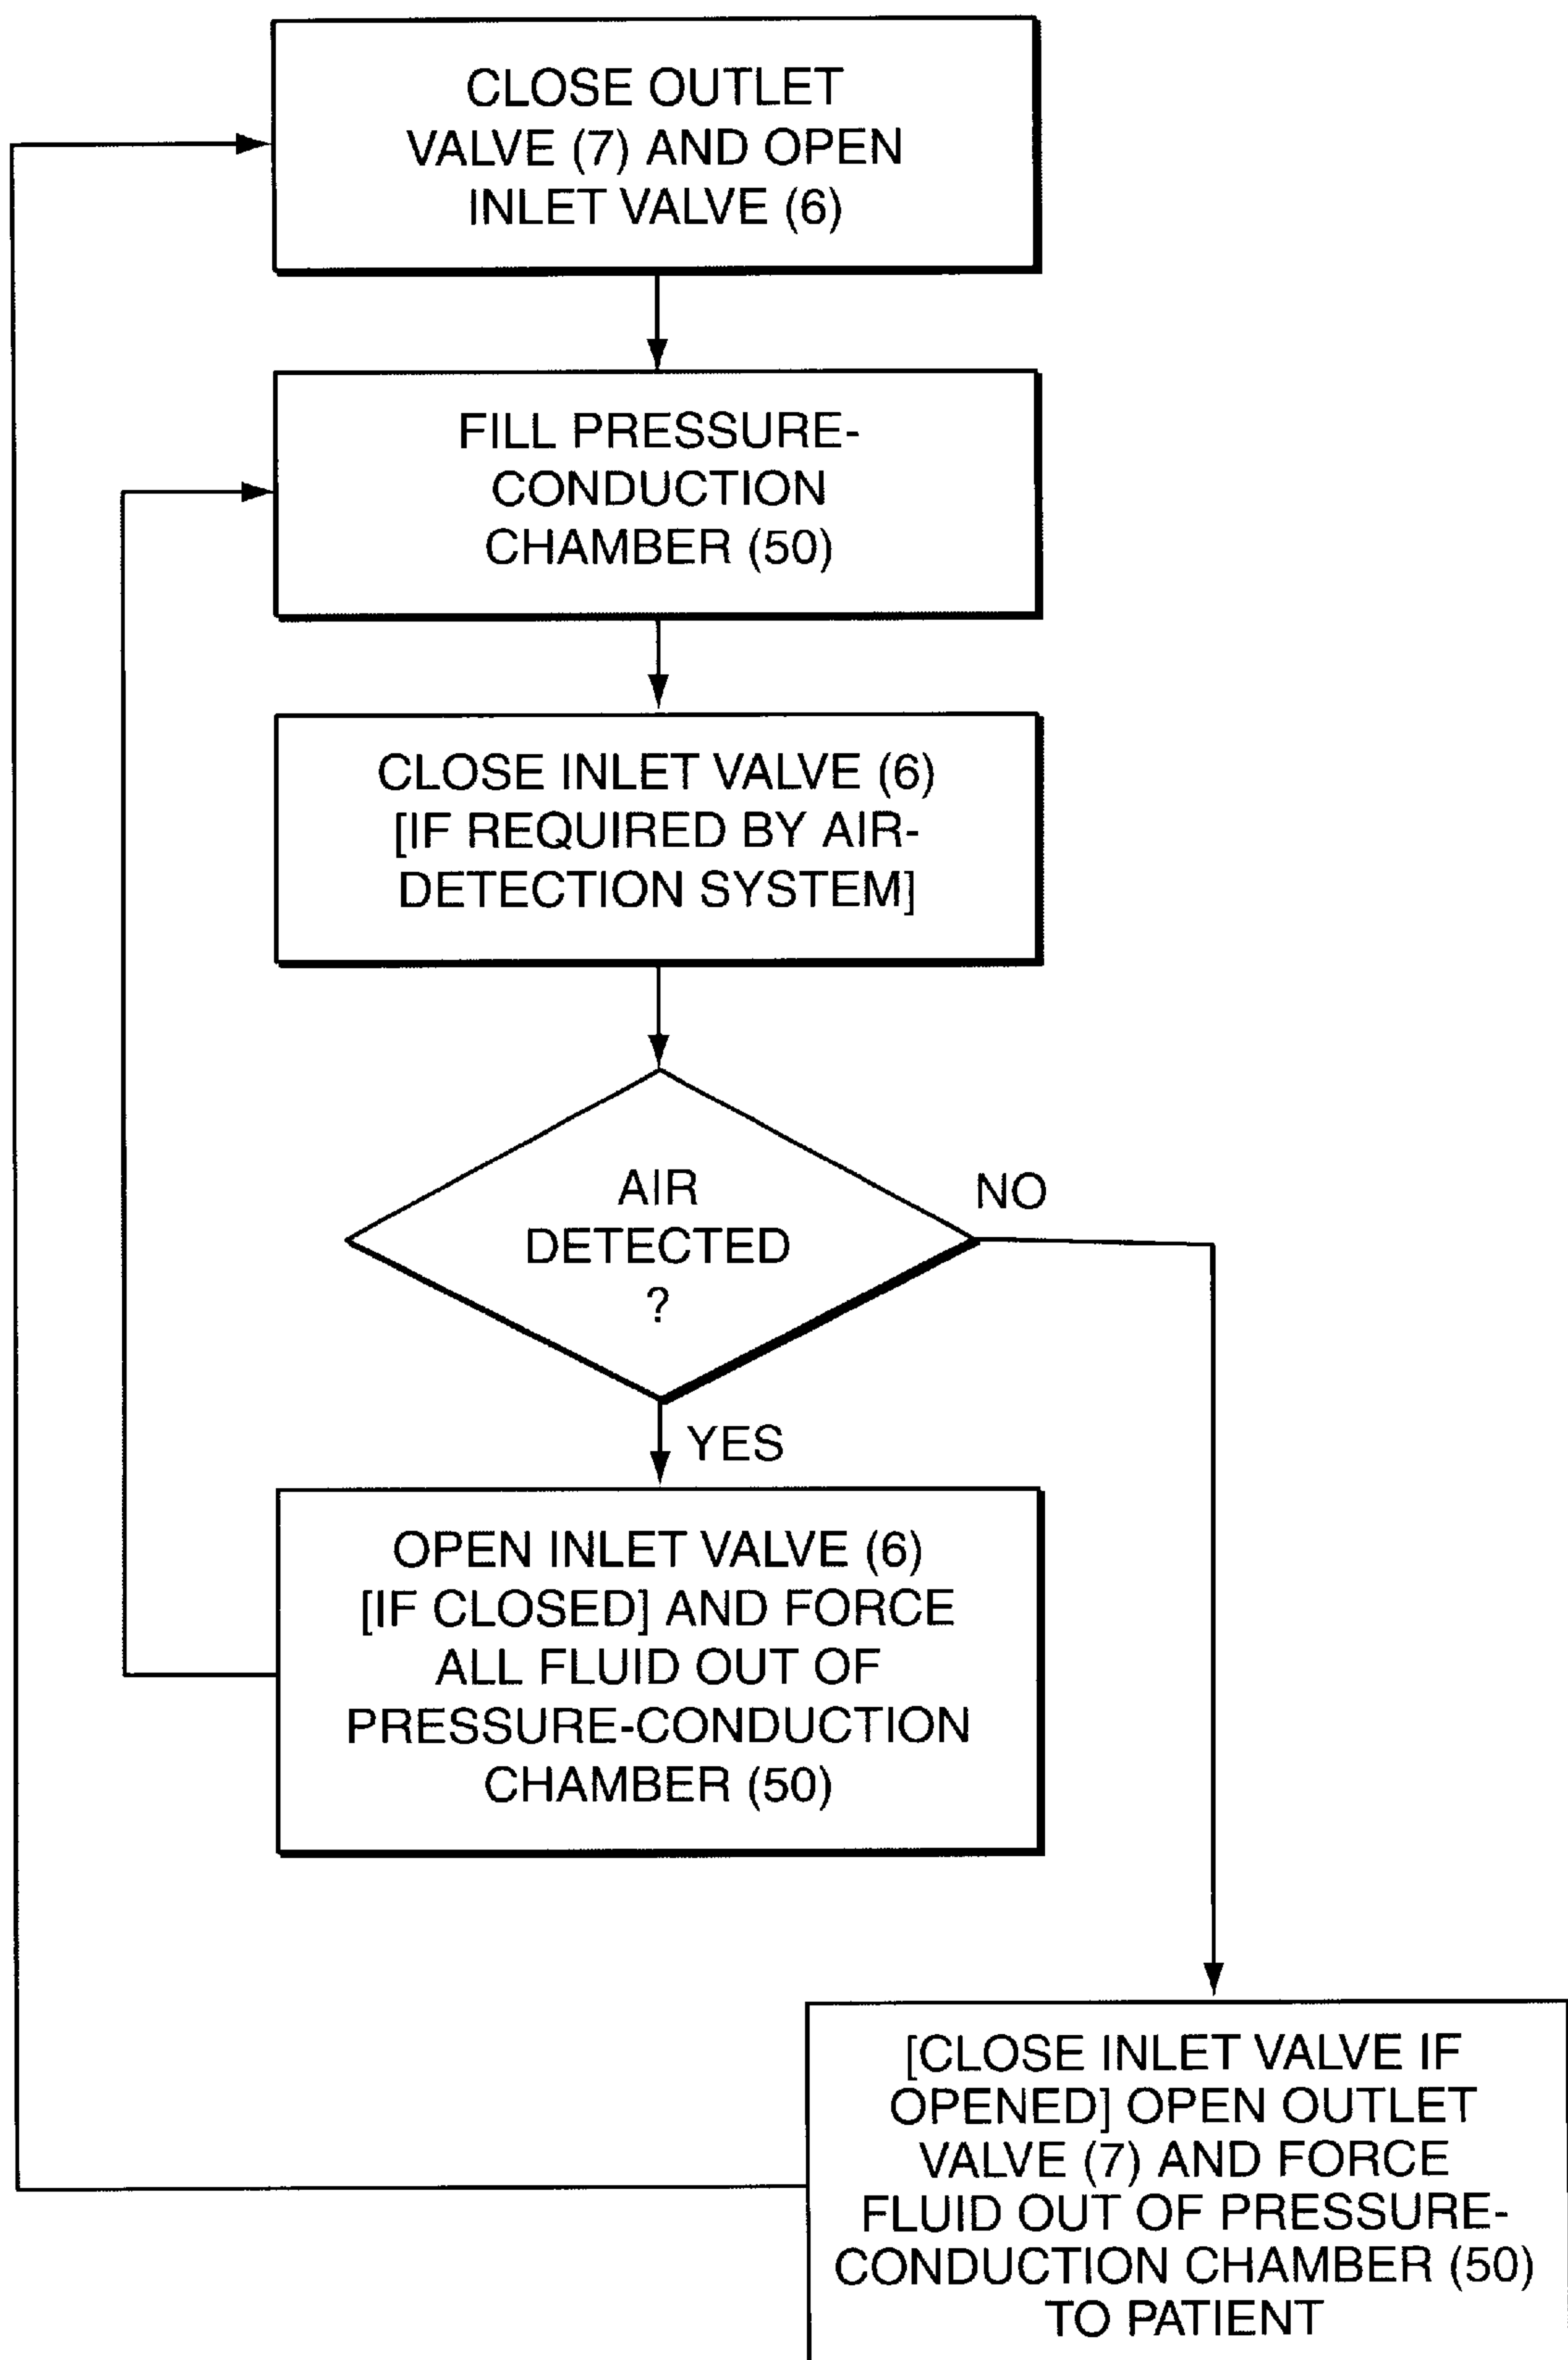 CLOSE OUTLET
VALVE (7) AND OPEN
INLET VALVE (6)
FILL PRESSURE-
CONDUCTION
CHAMBER (50)
CLOSE INLET VALVE (6)
[IF REQUIRED BY AIR-
DETECTION SYSTEM]
AIR
DETECTED
?
NO
YES
OPEN INLET VALVE (6)
[IF CLOSED] AND FORCE
ALL FLUID OUT OF
PRESSURE-CONDUCTION
CHAMBER (50)
[CLOSE INLET VALVE IF
OPENED] OPEN OUTLET
VALVE (7) AND FORCE
FLUID OUT OF PRESSURE-
CONDUCTION CHAMBER (50)
TO PATIENT